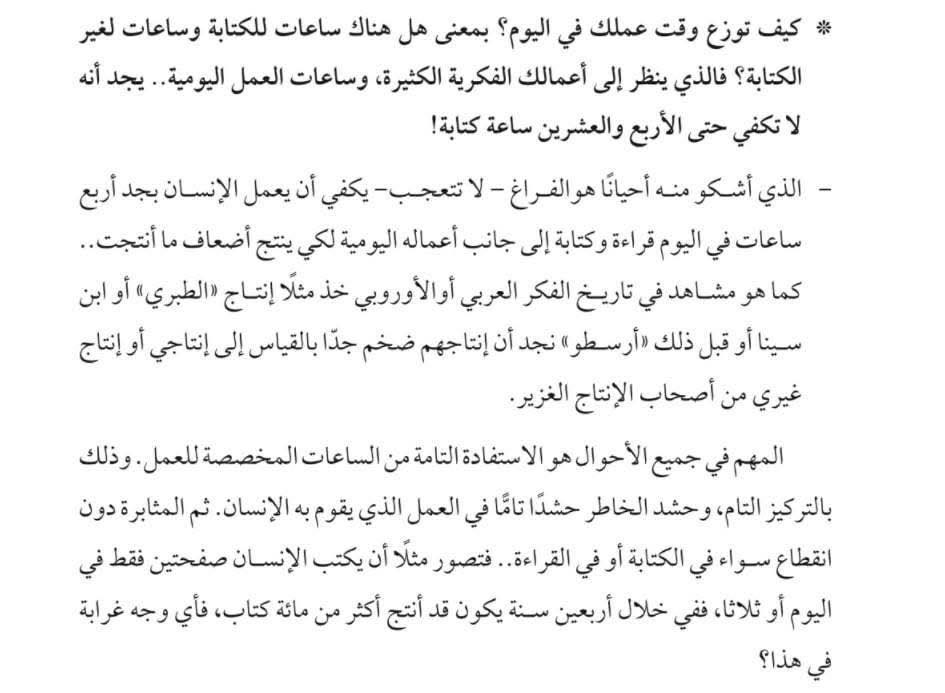 * كيف توزع وقت عملك في اليوم؟ بمعنى هل هناك ساعات للكتابة وساعات لغير
الكتابة؟ فالذي ينظر إلى أعمالك الفكرية الكثيرة، وساعات العمل اليومية.. يجد أنه
لا تكفي حتى الأربع والعشرين ساعة كتابة!
- الذي أشكو منه أحيانًا هوالفراغ – لا تتعجب– يكفي أن يعمل الإنسان بجد أربع
ساعات في اليوم قراءة وكتابة إلى جانب أعماله اليومية لكي ينتج أضعاف ما أنتجت..
كما هو مشاهد في تاريخ الفكر العربي أوالأوروبي خذ مثلًا إنتاج «الطبري» أو ابن
سينا أو قبل ذلك «أرسطو» نجد أن إنتاجهم ضخم جدّا بالقياس إلى إنتاجي أو إنتاج
غيري من أصحاب الإنتاج الغزير.
المهم في جميع الأحوال هو الاستفادة التامة من الساعات المخصصة للعمل. وذلك
بالتركيز التام، وحشد الخاطر حشدًا تامًّا في العمل الذي يقوم به الإنسان. ثم المثابرة دون
انقطاع سواء في الكتابة أو في القراءة.. فتصور مثلًا أن يكتب الإنسان صفحتين فقط في
اليوم أو ثلاثا، ففي خلال أربعين سنة يكون قد أنتج أكثر من مائة كتاب، فأي وجه غرابة
في هذا؟